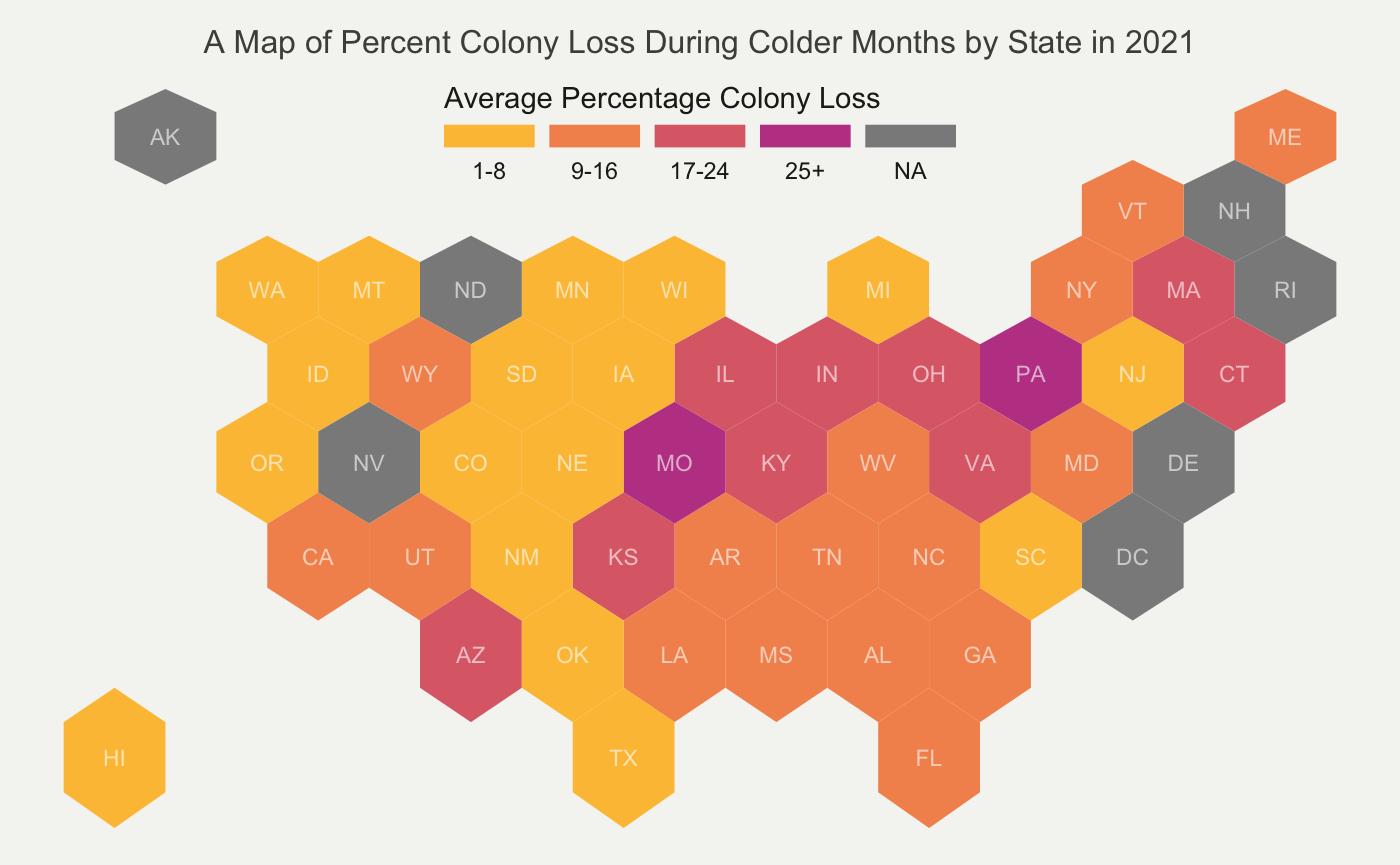 A Map of Percent Colony Loss During Colder Months by State in 2021
Average Percentage Colony Loss
1-8 9-16 17-24 25+ NA
AK ME
VT NH
WA MT ND MN WI MI NY MA RI
ID WY SD IA IL IN OH PA NJ CT
OR NV CO NE MO KY WV VA MD DE
CA UT NM KS AR TN NC SC DC
AZ OK LA MS AL GA
HI TX FL